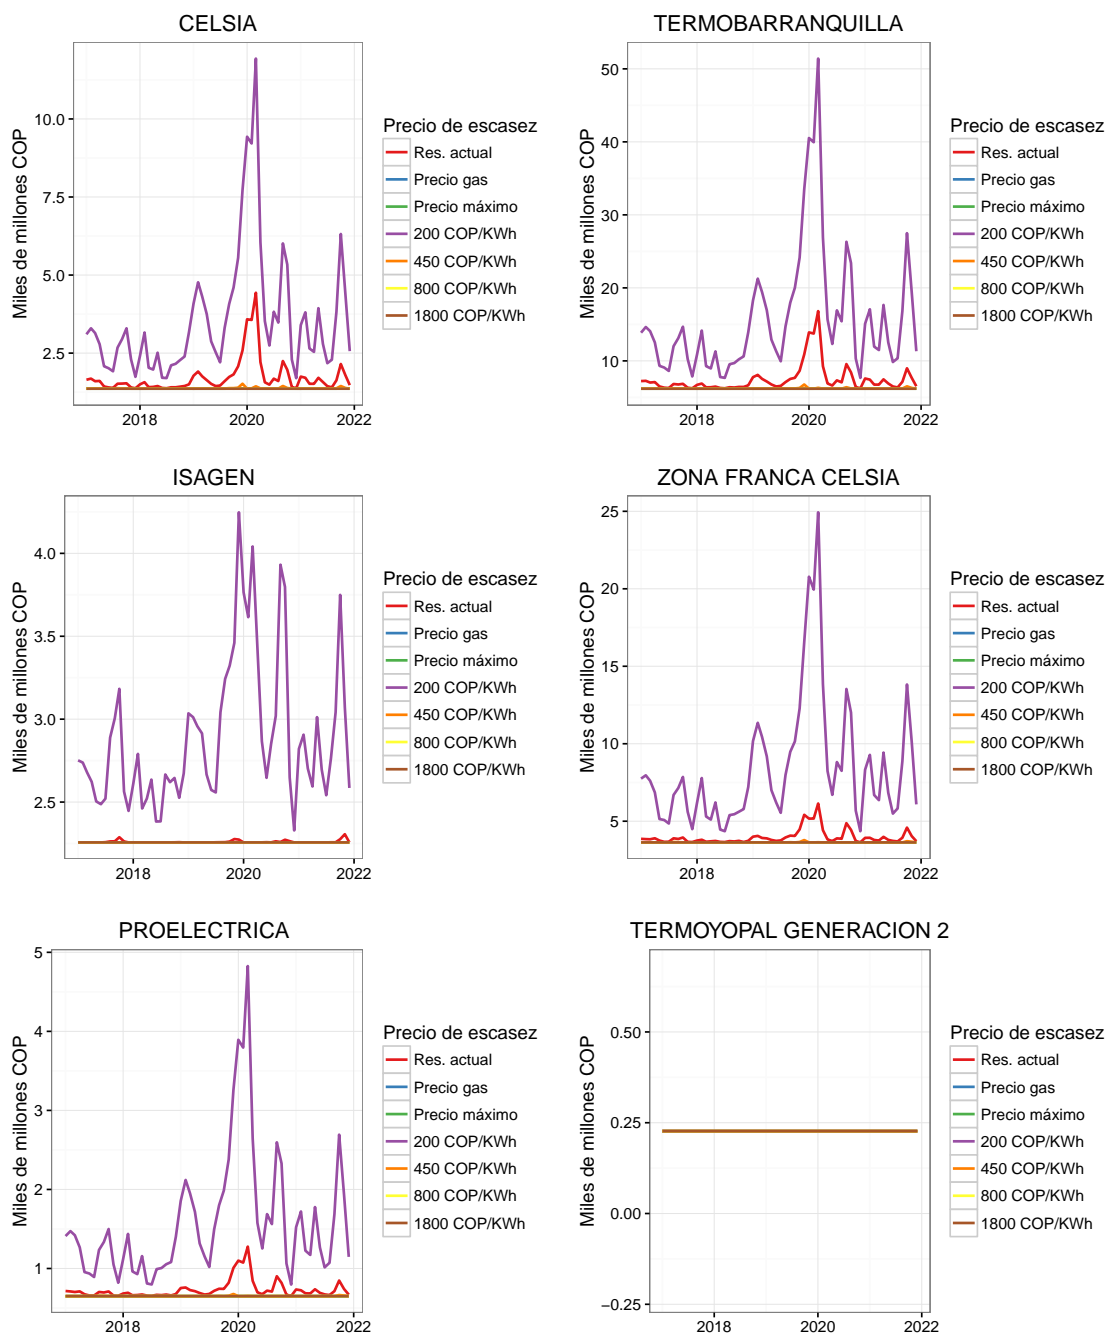 CELSIA
Miles de millones COP
10.0
7.5
5.0
2.5
2018
2020
2022
Precio de escasez
Res. actual
Precio gas
Precio máximo
200 COP/KWh
450 COP/KWh
800 COP/KWh
1800 COP/KWh
TERMOBARRANQUILLA
Miles de millones COP
50
40
30
20
10
2018
2020
2022
Precio de escasez
Res. actual
Precio gas
Precio máximo
200 COP/KWh
450 COP/KWh
800 COP/KWh
1800 COP/KWh
ISAGEN
Miles de millones COP
4.0
3.5
3.0
2.5
2018
2020
2022
Precio de escasez
Res. actual
Precio gas
Precio máximo
200 COP/KWh
450 COP/KWh
800 COP/KWh
1800 COP/KWh
ZONA FRANCA CELSIA
Miles de millones COP
25
20
15
10
5
2018
2020
2022
Precio de escasez
Res. actual
Precio gas
Precio máximo
200 COP/KWh
450 COP/KWh
800 COP/KWh
1800 COP/KWh
PROELECTRICA
Miles de millones COP
5
4
3
2
1
2018
2020
2022
Precio de escasez
Res. actual
Precio gas
Precio máximo
200 COP/KWh
450 COP/KWh
800 COP/KWh
1800 COP/KWh
TERMOYOPAL GENERACION 2
Miles de millones COP
0.50
0.25
0.00
−0.25
2018
2020
2022
Precio de escasez
Res. actual
Precio gas
Precio máximo
200 COP/KWh
450 COP/KWh
800 COP/KWh
1800 COP/KWh